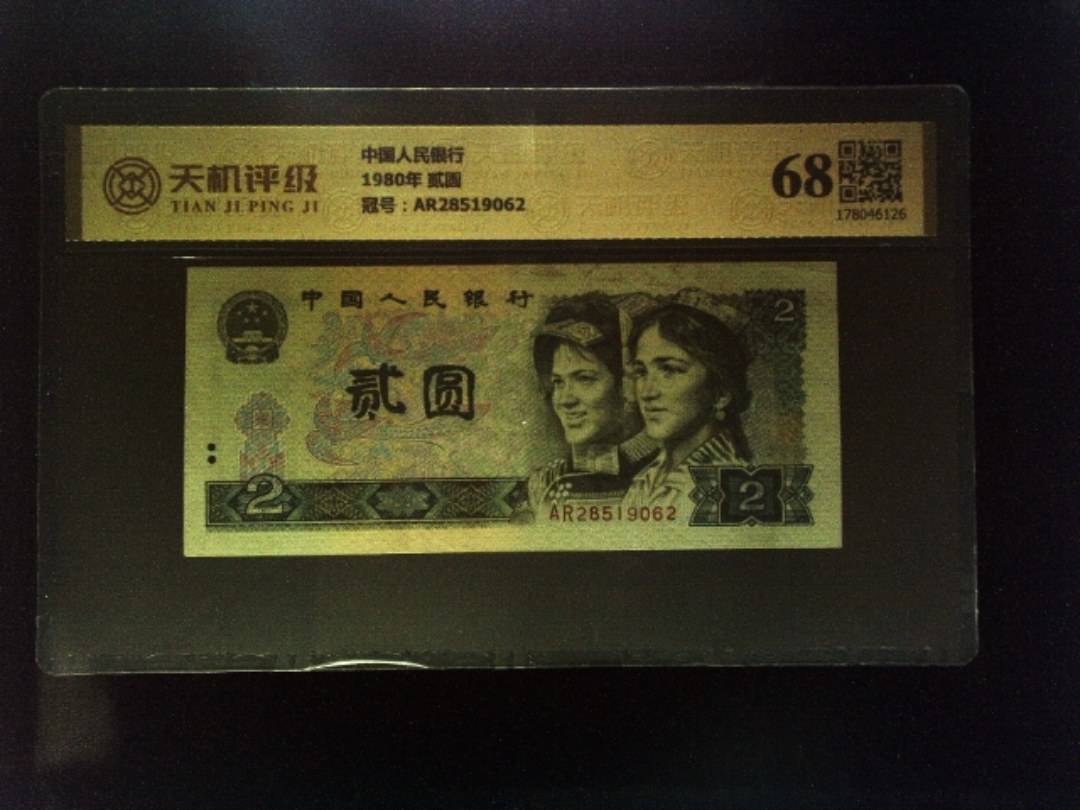 天机评级
TIAN JI PING JI
中国人民银行
1980年 贰圆
冠号：AR28519062
68
178046126
中国人民银行
2
贰圆
2
AR28519062
2